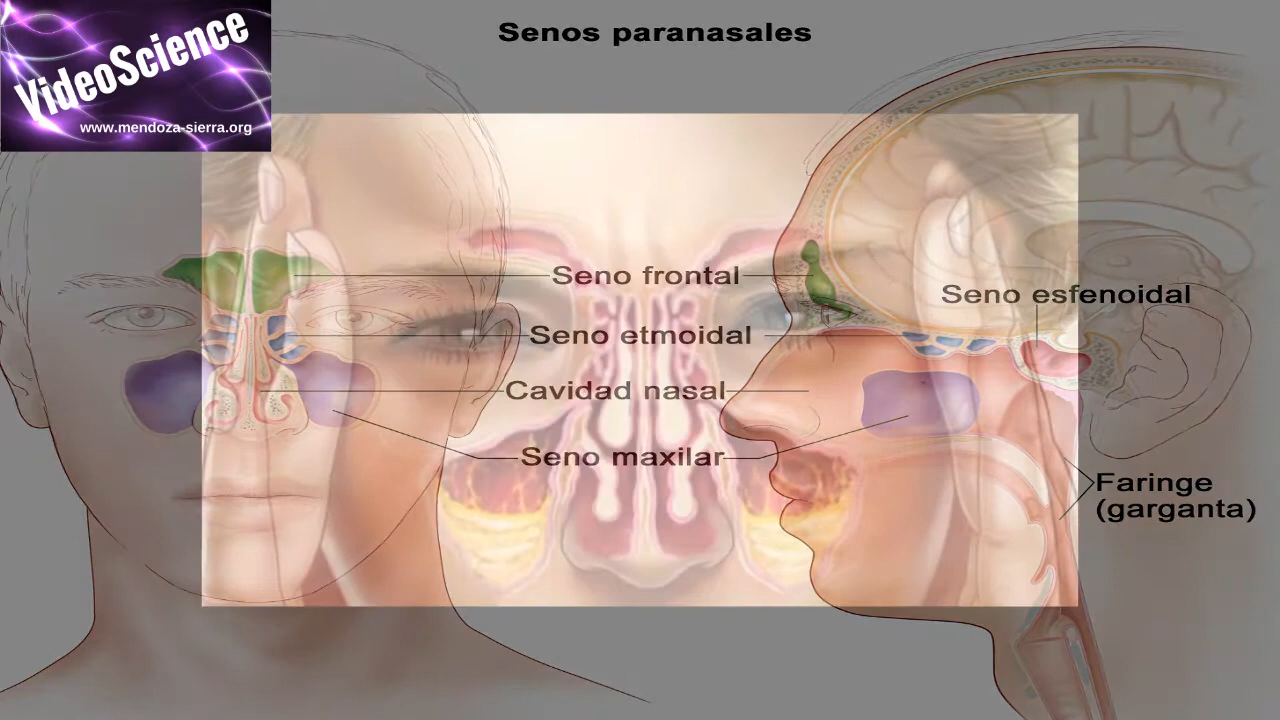 VideoScience
www.mendoza-sierra.org
Senos paranasales
Seno frontal
Seno esfenoidal
Seno etmoidal
Cavidad nasal
Seno maxilar
Faringe
(garganta)